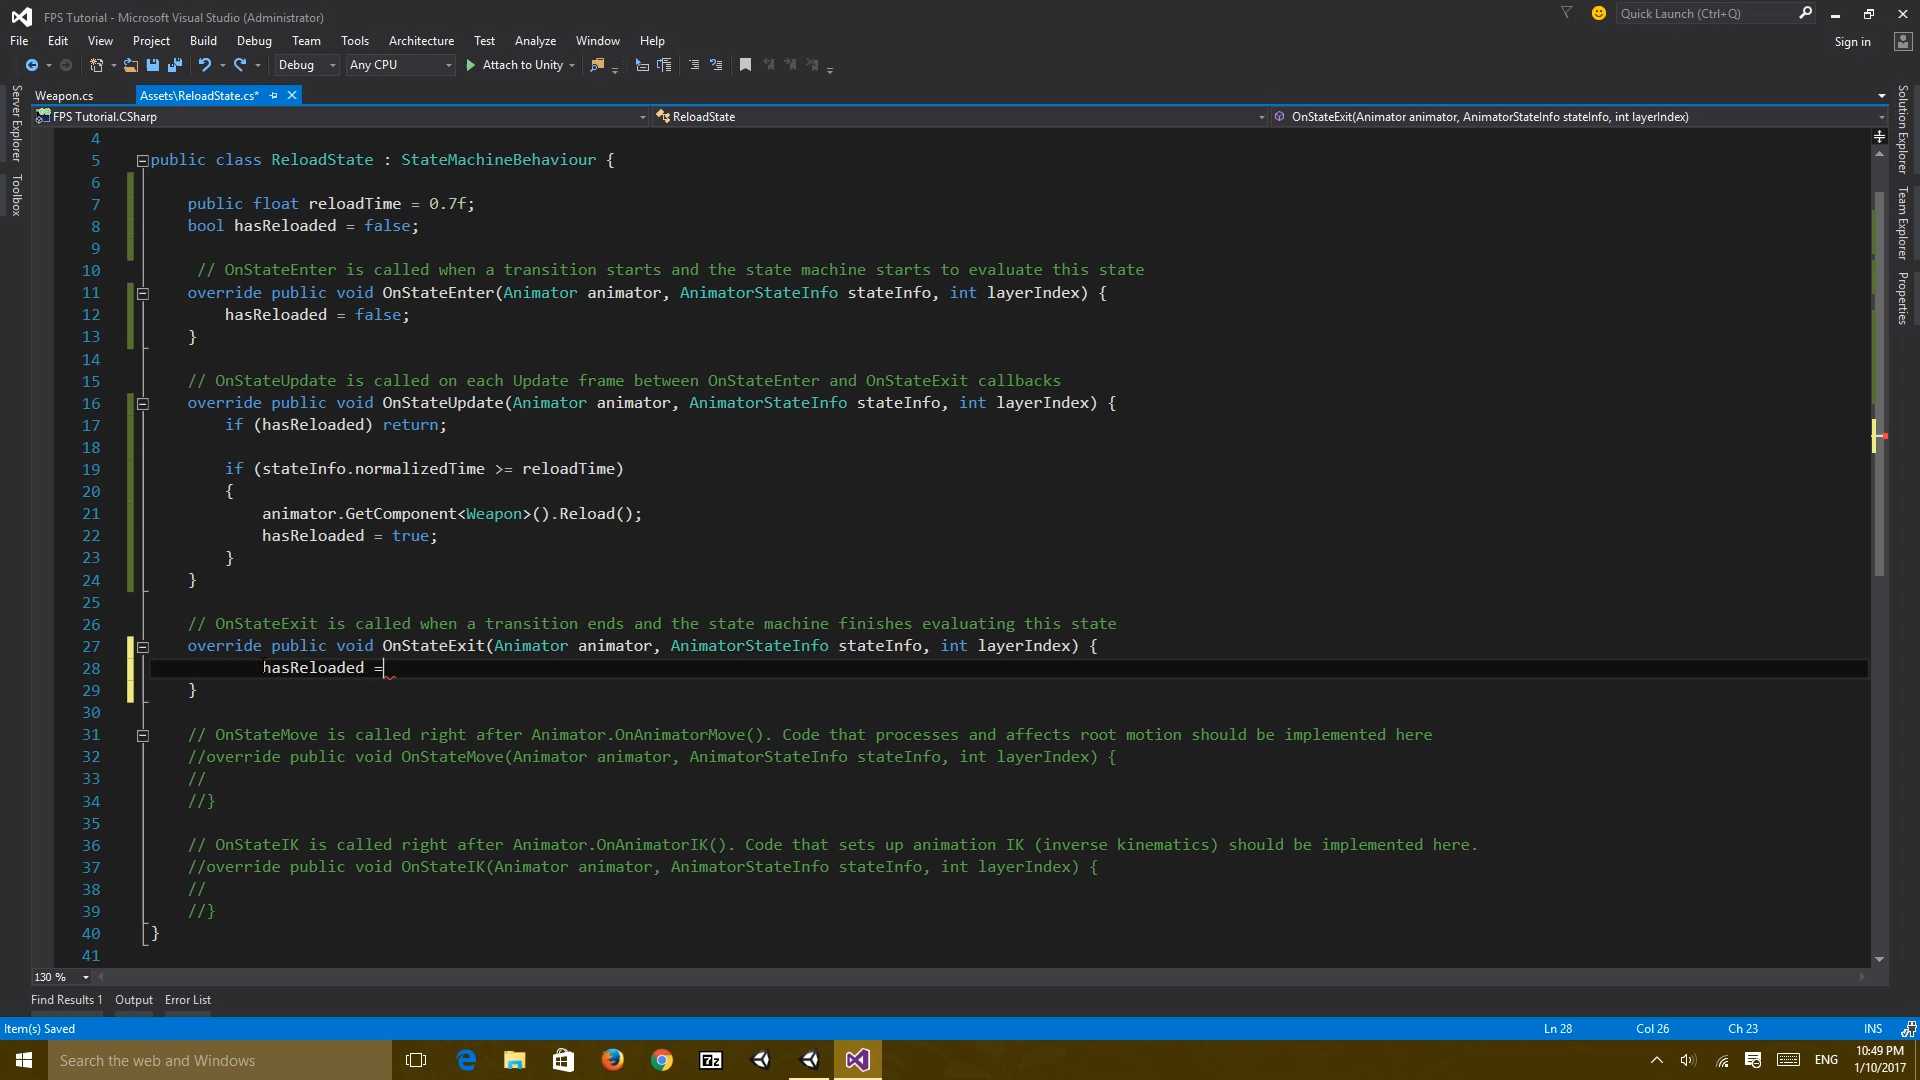 FPS Tutorial - Microsoft Visual Studio (Administrator)
Quick Launch (Ctrl+Q)
File Edit View Project Build Debug Team Tools Architecture Test Analyze Window Help
Sign in
Debug Any CPU Attach to Unity
Server Explorer
Toolbox
Solution Explorer
Team Explorer
Properties
Weapon.cs Assets\ReloadState.cs*
FPS Tutorial.CSharp ReloadState OnStateExit(Animator animator, AnimatorStateInfo stateInfo, int layerIndex)
4
5 public class ReloadState : StateMachineBehaviour {
6
7 public float reloadTime = 0.7f;
8 bool hasReloaded = false;
9
10 // OnStateEnter is called when a transition starts and the state machine starts to evaluate this state
11 override public void OnStateEnter(Animator animator, AnimatorStateInfo stateInfo, int layerIndex) {
12 hasReloaded = false;
13 }
14
15 // OnStateUpdate is called on each Update frame between OnStateEnter and OnStateExit callbacks
16 override public void OnStateUpdate(Animator animator, AnimatorStateInfo stateInfo, int layerIndex) {
17 if (hasReloaded) return;
18
19 if (stateInfo.normalizedTime >= reloadTime)
20 {
21 animator.GetComponent<Weapon>().Reload();
22 hasReloaded = true;
23 }
24 }
25
26 // OnStateExit is called when a transition ends and the state machine finishes evaluating this state
27 override public void OnStateExit(Animator animator, AnimatorStateInfo stateInfo, int layerIndex) {
28 hasReloaded =
29 }
30
31 // OnStateMove is called right after Animator.OnAnimatorMove(). Code that processes and affects root motion should be implemented here
32 //override public void OnStateMove(Animator animator, AnimatorStateInfo stateInfo, int layerIndex) {
33 //
34 //}
35
36 // OnStateIK is called right after Animator.OnAnimatorIK(). Code that sets up animation IK (inverse kinematics) should be implemented here.
37 //override public void OnStateIK(Animator animator, AnimatorStateInfo stateInfo, int layerIndex) {
38 //
39 //}
40 }
41
130 %
Find Results 1 Output Error List
Item(s) Saved Ln 28 Col 26 Ch 23 INS
Search the web and Windows
7z
ENG
10:49 PM
1/10/2017